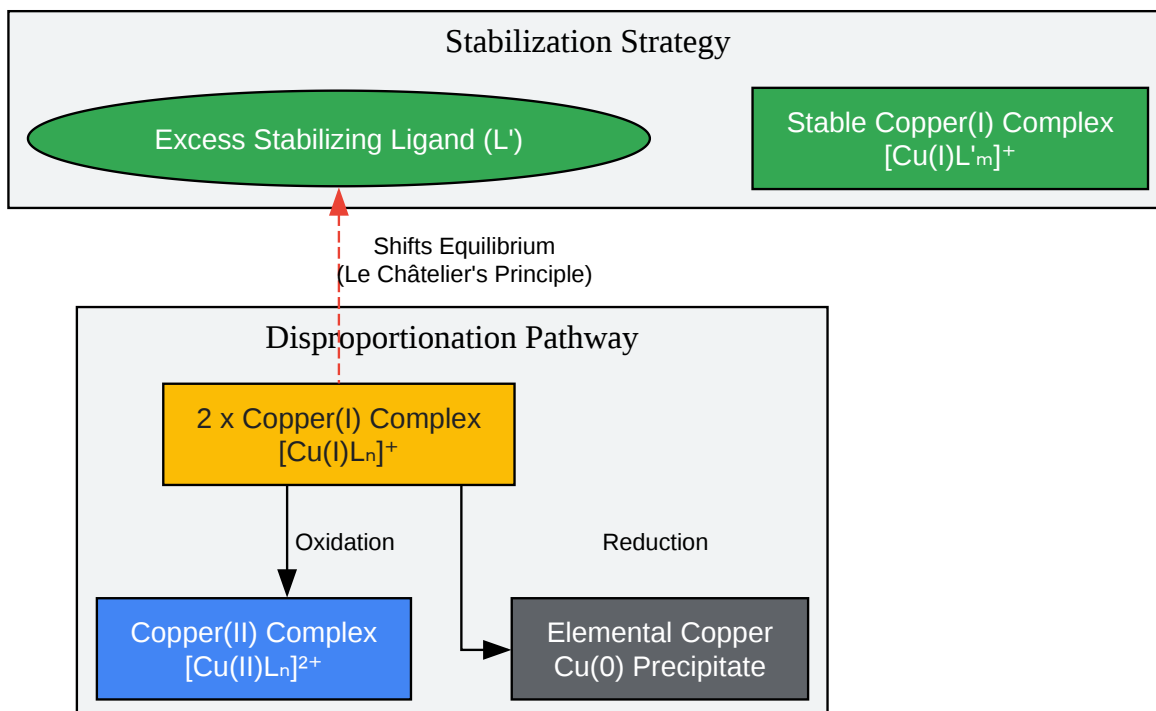 Stabilization Strategy
Excess Stabilizing Ligand (L')
Stable Copper(I) Complex
[Cu(I)L'ₘ]⁺
Shifts Equilibrium
(Le Châtelier's Principle)
Disproportionation Pathway
2 x Copper(I) Complex
[Cu(I)Lₙ]⁺
Oxidation
Reduction
Copper(II) Complex
[Cu(II)Lₙ]²⁺
Elemental Copper
Cu(0) Precipitate